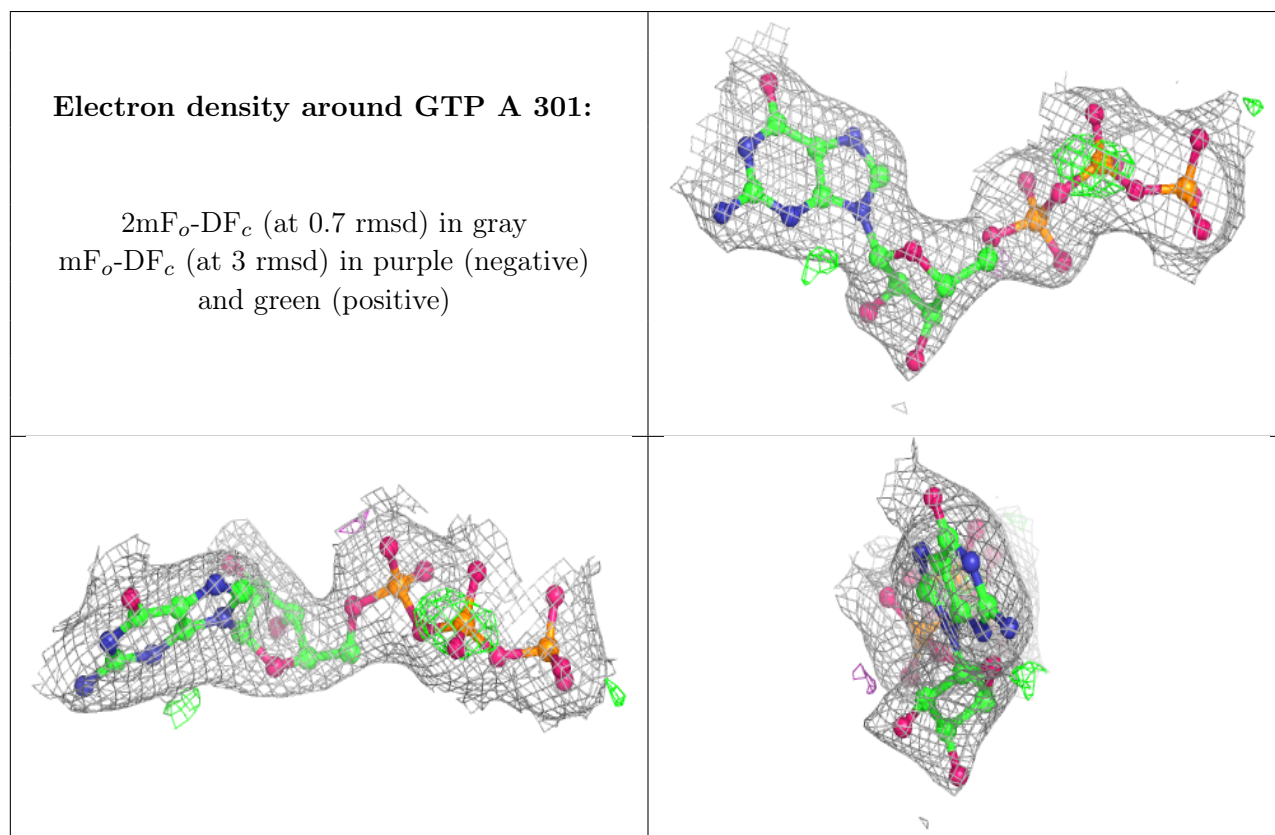 Electron density around GTP A 301:
2mFo-DFc (at 0.7 rmsd) in gray
mFo-DFc (at 3 rmsd) in purple (negative)
and green (positive)